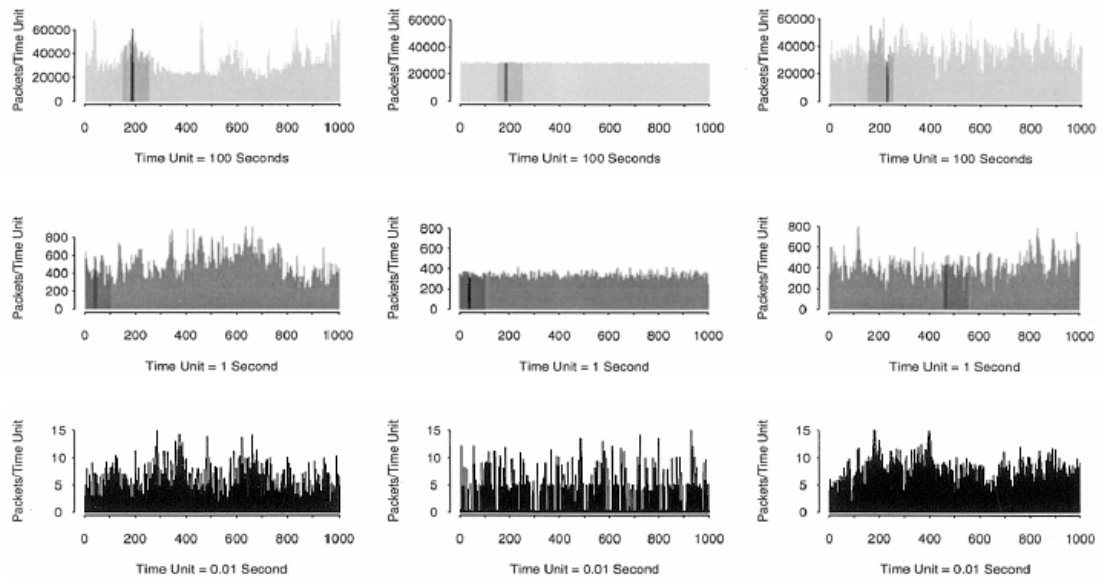 Packets/Time Unit
60000
40000
20000
0
0 200 400 600 800 1000
Time Unit = 100 Seconds
Packets/Time Unit
60000
40000
20000
0
0 200 400 600 800 1000
Time Unit = 100 Seconds
Packets/Time Unit
60000
40000
20000
0
0 200 400 600 800 1000
Time Unit = 100 Seconds
Packets/Time Unit
800
600
400
200
0
0 200 400 600 800 1000
Time Unit = 1 Second
Packets/Time Unit
800
600
400
200
0
0 200 400 600 800 1000
Time Unit = 1 Second
Packets/Time Unit
800
600
400
200
0
0 200 400 600 800 1000
Time Unit = 1 Second
Packets/Time Unit
15
10
5
0
0 200 400 600 800 1000
Time Unit = 0.01 Second
Packets/Time Unit
15
10
5
0
0 200 400 600 800 1000
Time Unit = 0.01 Second
Packets/Time Unit
15
10
5
0
0 200 400 600 800 1000
Time Unit = 0.01 Second